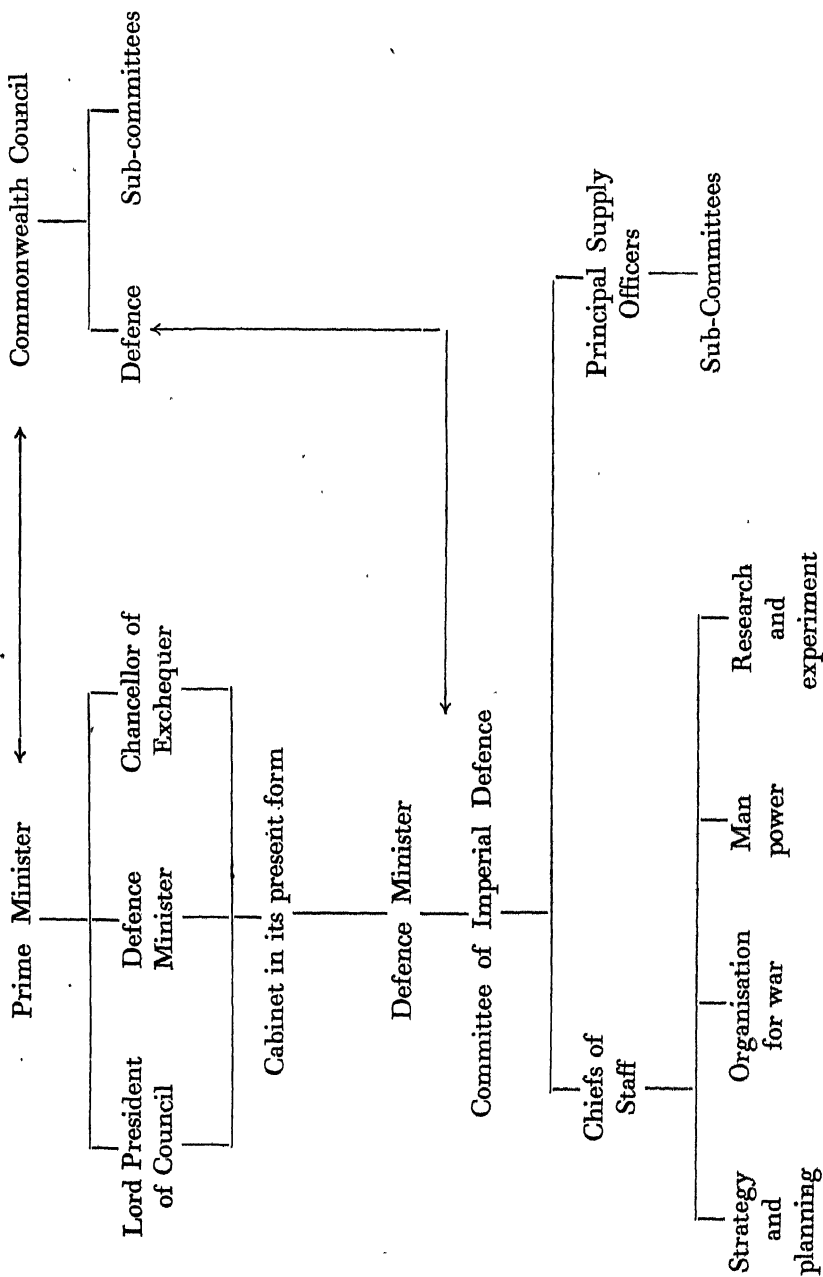 Prime Minister
Commonwealth Council
Lord President
of Council
Defence
Minister
Chancellor of
Exchequer
Defence
Sub-committees
Cabinet in its present form
Defence Minister
Committee of Imperial Defence
Chiefs of
Staff
Principal Supply
Officers
Sub-Committees
Strategy
and
planning
Organisation
for war
Man
power
Research
and
experiment